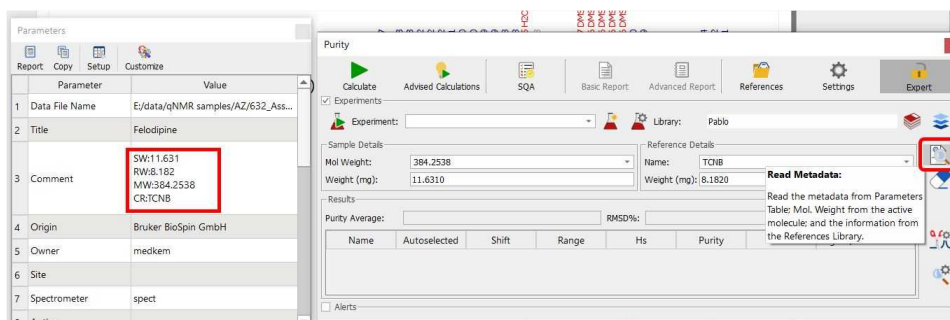 Parameters
Report Copy Setup Customize
Parameter Value
1 Data File Name E:/data/qNMR samples/AZ/632_Ass...
2 Title Felodipine
3 Comment SW:11.631
RW:8.182
MW:384.2538
CR:TCNB
4 Origin Bruker BioSpin GmbH
5 Owner medkem
6 Site
7 Spectrometer spect
Purity
Calculate Advised Calculations SQA Basic Report Advanced Report References Settings Expert
Experiments
Experiment: Library: Pablo
Sample Details Reference Details
Mol Weight: 384.2538 Name: TCNB
Weight (mg): 11.6310 Weight (mg): 8.1820
Read Metadata:
Read the metadata from Parameters
Table; Mol. Weight from the active
molecule; and the information from
the References Library.
Results
Purity Average: RMSD%:
Name Autoselected Shift Range Hs Purity
Alerts